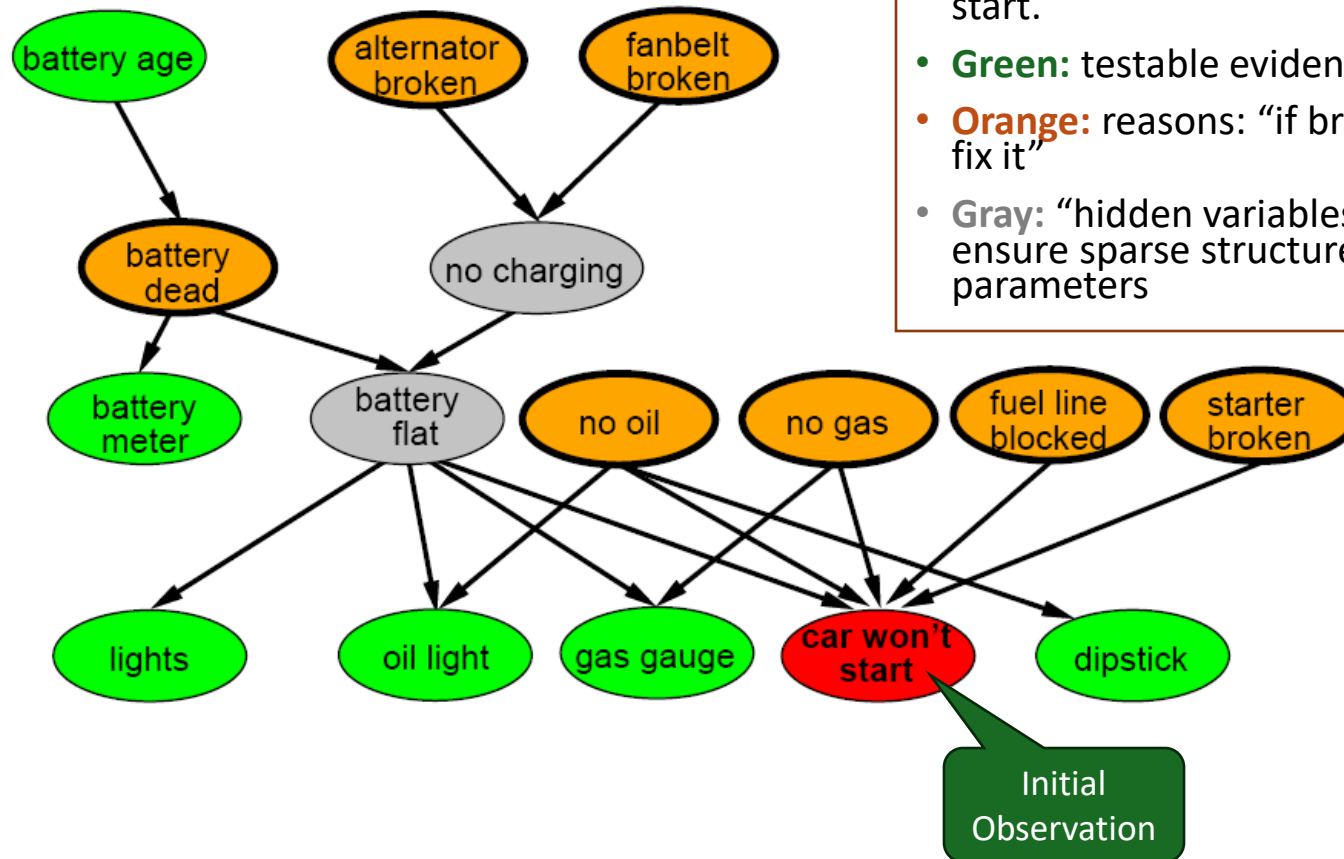 start.
battery age
alternator
broken
fanbelt
broken
• Green: testable eviden
• Orange: reasons: “if br
fix it”
• Gray: “hidden variables
ensure sparse structure
parameters
battery
dead
no charging
battery
meter
battery
flat
no oil
no gas
fuel line
blocked
starter
broken
lights
oil light
gas gauge
car won't
start
dipstick
Initial
Observation